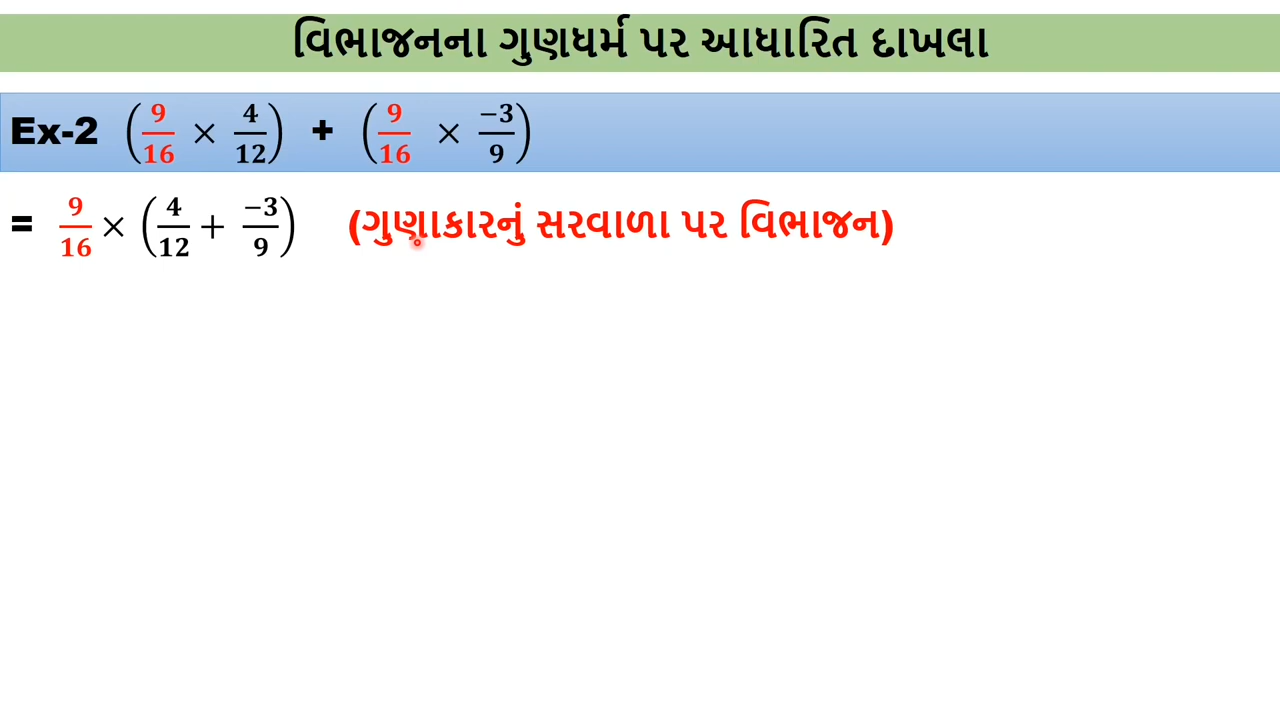 વિભાજનના ગુણધર્મ પર આધારિત દાખલા
Ex-2 (9/16 × 4/12) + (9/16 × −3/9)
= 9/16 × (4/12 + −3/9) (ગુણાકારનું સરવાળા પર વિભાજન)